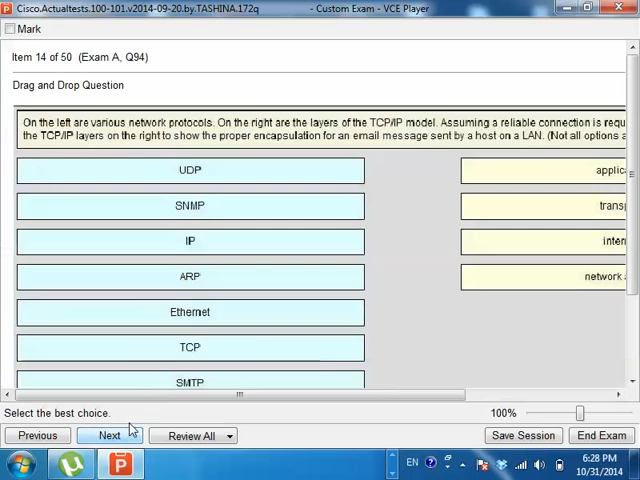 Cisco.Actualtests.100-101.v2014-09-20.by.TASHINA.172q - Custom Exam - VCE Player
Mark
Item 14 of 50 (Exam A, Q94)
Drag and Drop Question
On the left are various network protocols. On the right are the layers of the TCP/IP model. Assuming a reliable connection is requ
the TCP/IP layers on the right to show the proper encapsulation for an email message sent by a host on a LAN. (Not all options a
UDP
applic
SNMP
trans
IP
inter
ARP
network
Ethernet
TCP
SMTP
Select the best choice.
100%
Previous
Next
Review All
Save Session
End Exam
EN
6:28 PM
10/31/2014